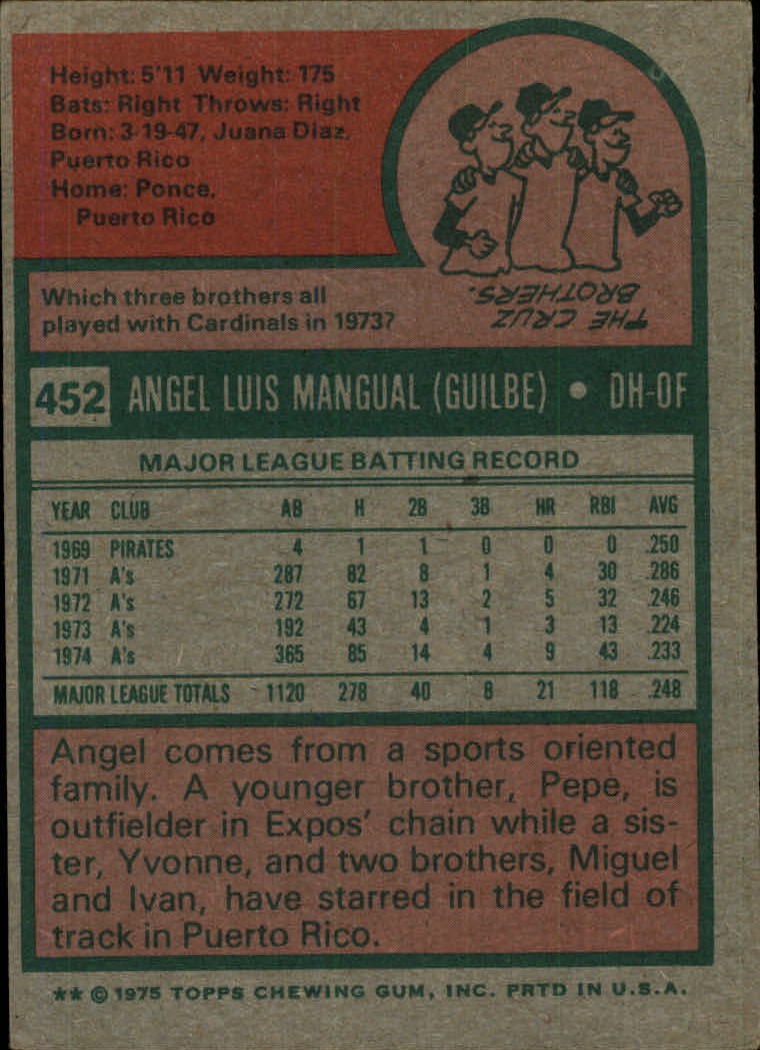 Height: 5'11 Weight: 175
Bats: Right Throws: Right
Born: 3-19-47, Juana Diaz,
Puerto Rico
Home: Ponce,
Puerto Rico
Which three brothers all
played with Cardinals in 1973?
THE CRUZ
BROTHERS.
452 ANGEL LUIS MANGUAL (GUILBE) • DH-OF
MAJOR LEAGUE BATTING RECORD
YEAR CLUB AB H 2B 3B HR RBI AVG
1969 PIRATES 4 1 1 0 0 0 .250
1971 A's 287 82 8 1 4 30 .286
1972 A's 272 67 13 2 5 32 .246
1973 A's 192 43 4 1 3 13 .224
1974 A's 365 85 14 4 9 43 .233
MAJOR LEAGUE TOTALS 1120 278 40 8 21 118 .248
Angel comes from a sports oriented
family. A younger brother, Pepe, is
outfielder in Expos' chain while a sis-
ter, Yvonne, and two brothers, Miguel
and Ivan, have starred in the field of
track in Puerto Rico.
** © 1975 TOPPS CHEWING GUM, INC. PRTD IN U.S.A.